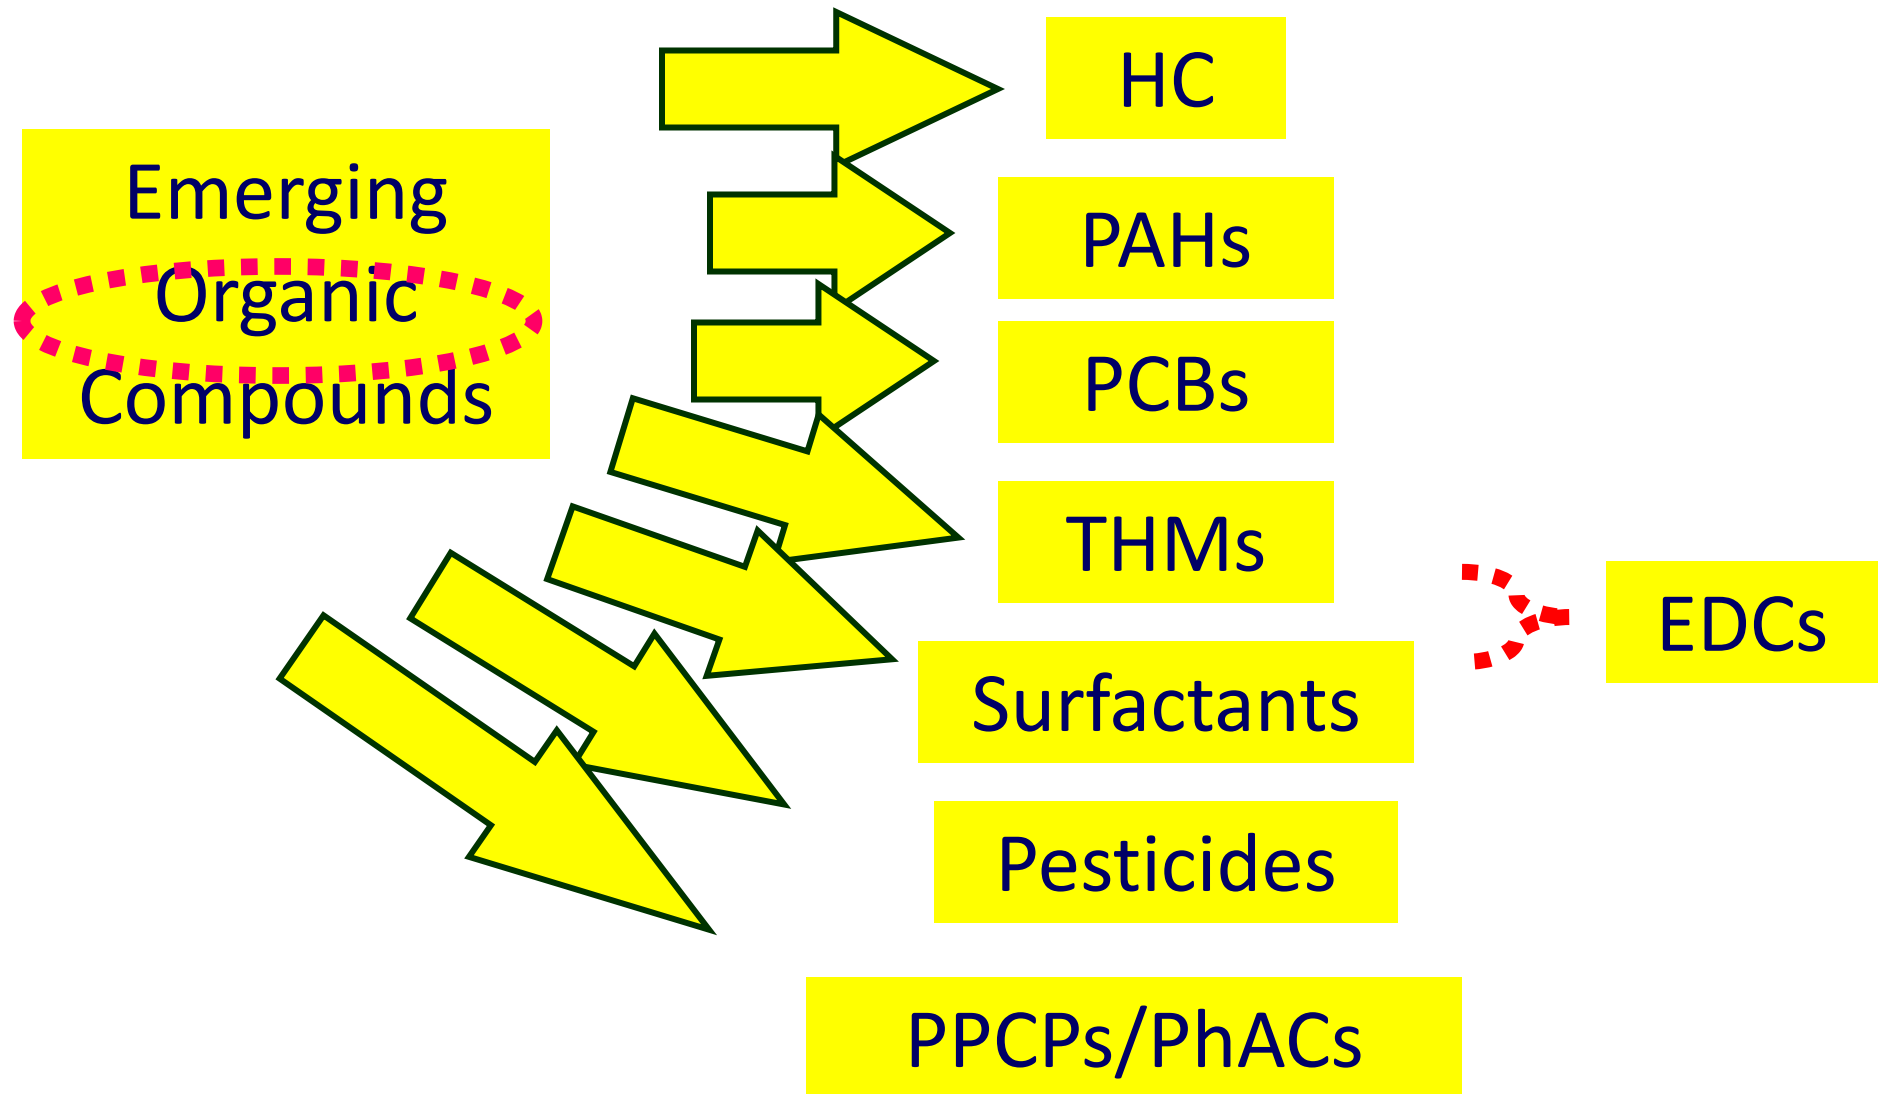 Emerging
Organic
Compounds
HC
PAHs
PCBs
THMs
Surfactants
Pesticides
PPCPs/PhACs
EDCs